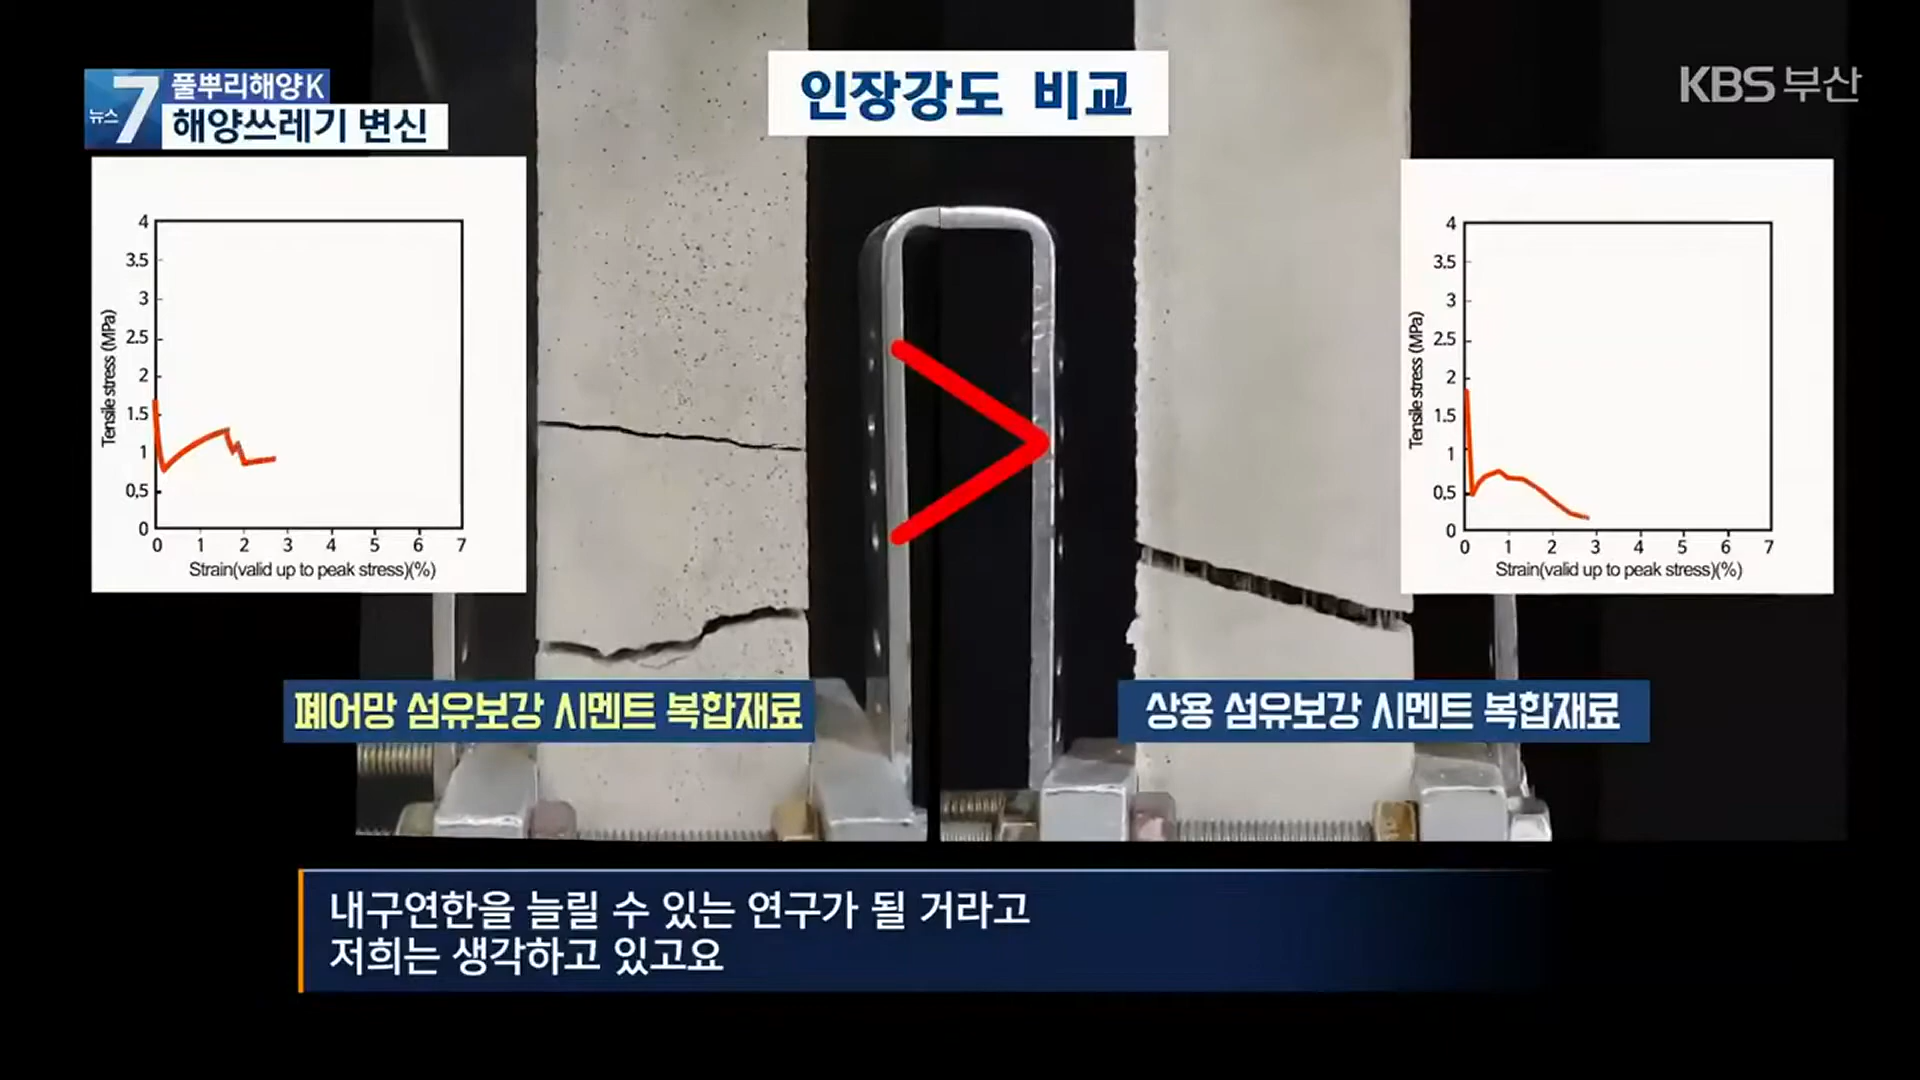 뉴스 7
풀뿌리해양K
해양쓰레기 변신
인장강도 비교
KBS 부산
Tensile stress (MPa)
4
3.5
3
2.5
2
1.5
1
0,5
0
0 1 2 3 4 5 6 7
Strain(valid up to peak stress)(%)
Tensile stress (MPa)
4
3.5
3
2.5
2
1.5
1
0,5
0
0 1 2 3 4 5 6 7
Strain(valid up to peak stress)(%)
폐어망 섬유보강 시멘트 복합재료
상용 섬유보강 시멘트 복합재료
내구연한을 늘릴 수 있는 연구가 될 거라고
저희는 생각하고 있고요